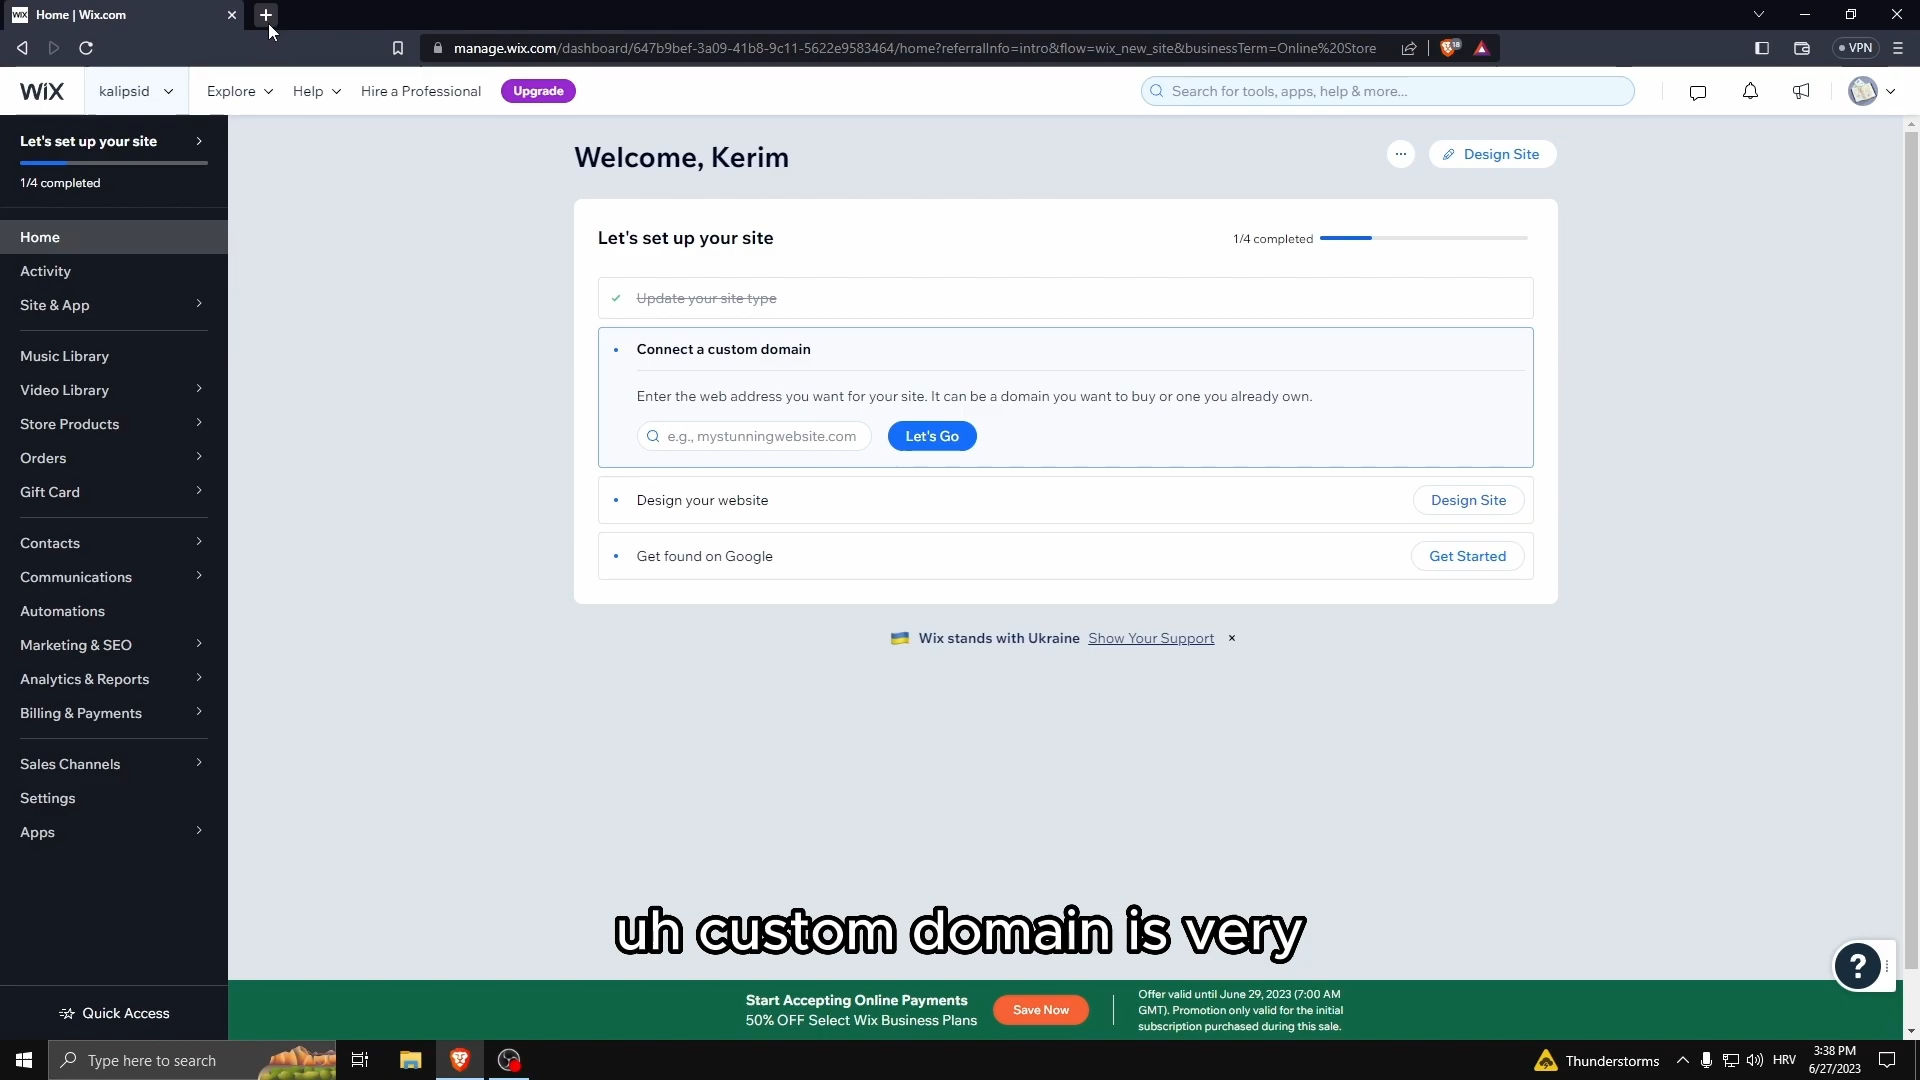 Home | Wix.com
manage.wix.com/dashboard/647b9bef-3a09-41b8-9c11-5622e9583464/home?referralInfo=intro&flow=wix_new_site&businessTerm=Online%20Store
18
VPN
WiX
kalipsid
Explore
Help
Hire a Professional
Upgrade
Search for tools, apps, help & more...
Let's set up your site
1/4 completed
Home
Activity
Site & App
Music Library
Video Library
Store Products
Orders
Gift Card
Contacts
Communications
Automations
Marketing & SEO
Analytics & Reports
Billing & Payments
Sales Channels
Settings
Apps
Quick Access
Welcome, Kerim
Design Site
Let's set up your site
1/4 completed
Update your site type
Connect a custom domain
Enter the web address you want for your site. It can be a domain you want to buy or one you already own.
e.g., mystunningwebsite.com
Let's Go
Design your website
Design Site
Get found on Google
Get Started
Wix stands with Ukraine Show Your Support
uh custom domain is very
?
Start Accepting Online Payments
50% OFF Select Wix Business Plans
Save Now
Offer valid until June 29, 2023 (7:00 AM
GMT). Promotion only valid for the initial
subscription purchased during this sale.
Type here to search
Thunderstorms
HRV
3:38 PM
6/27/2023